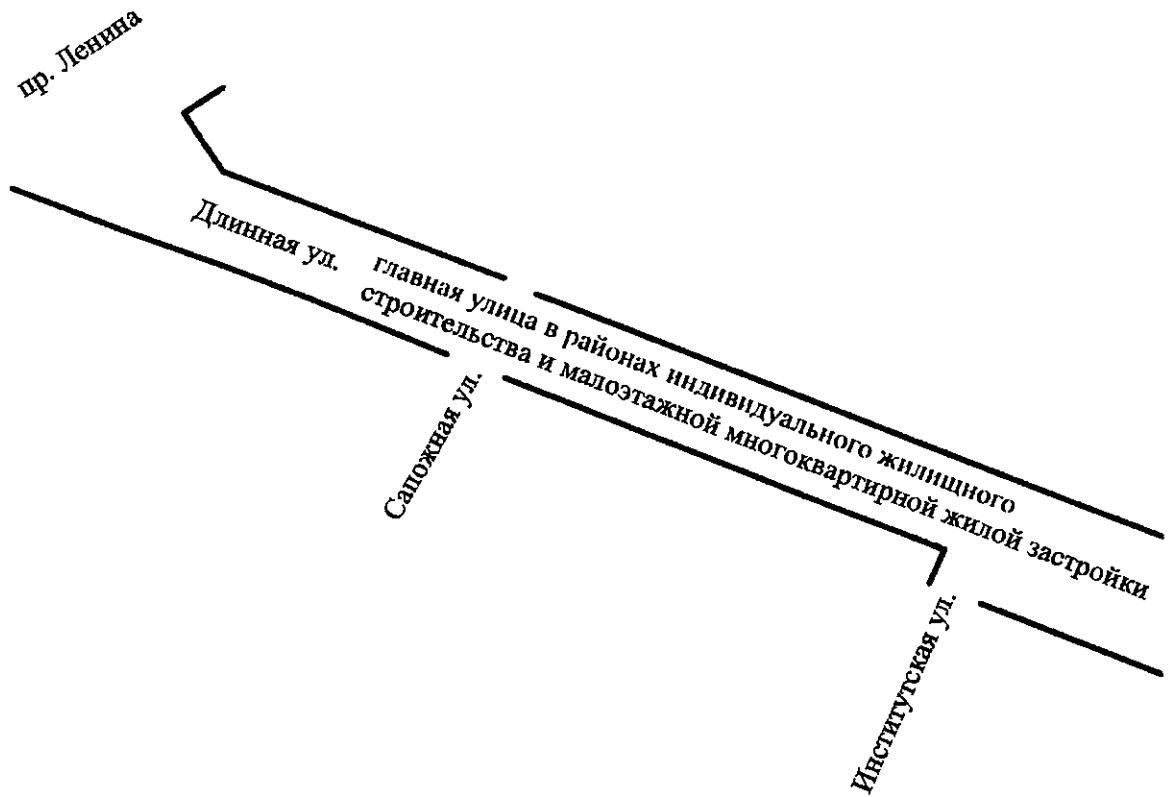 пр. Ленина
Длинная ул.
главная улица в районах индивидуального жилищного
строительства и малоэтажной многоквартирной жилой застройки
Сапожная ул.
Институтская ул.